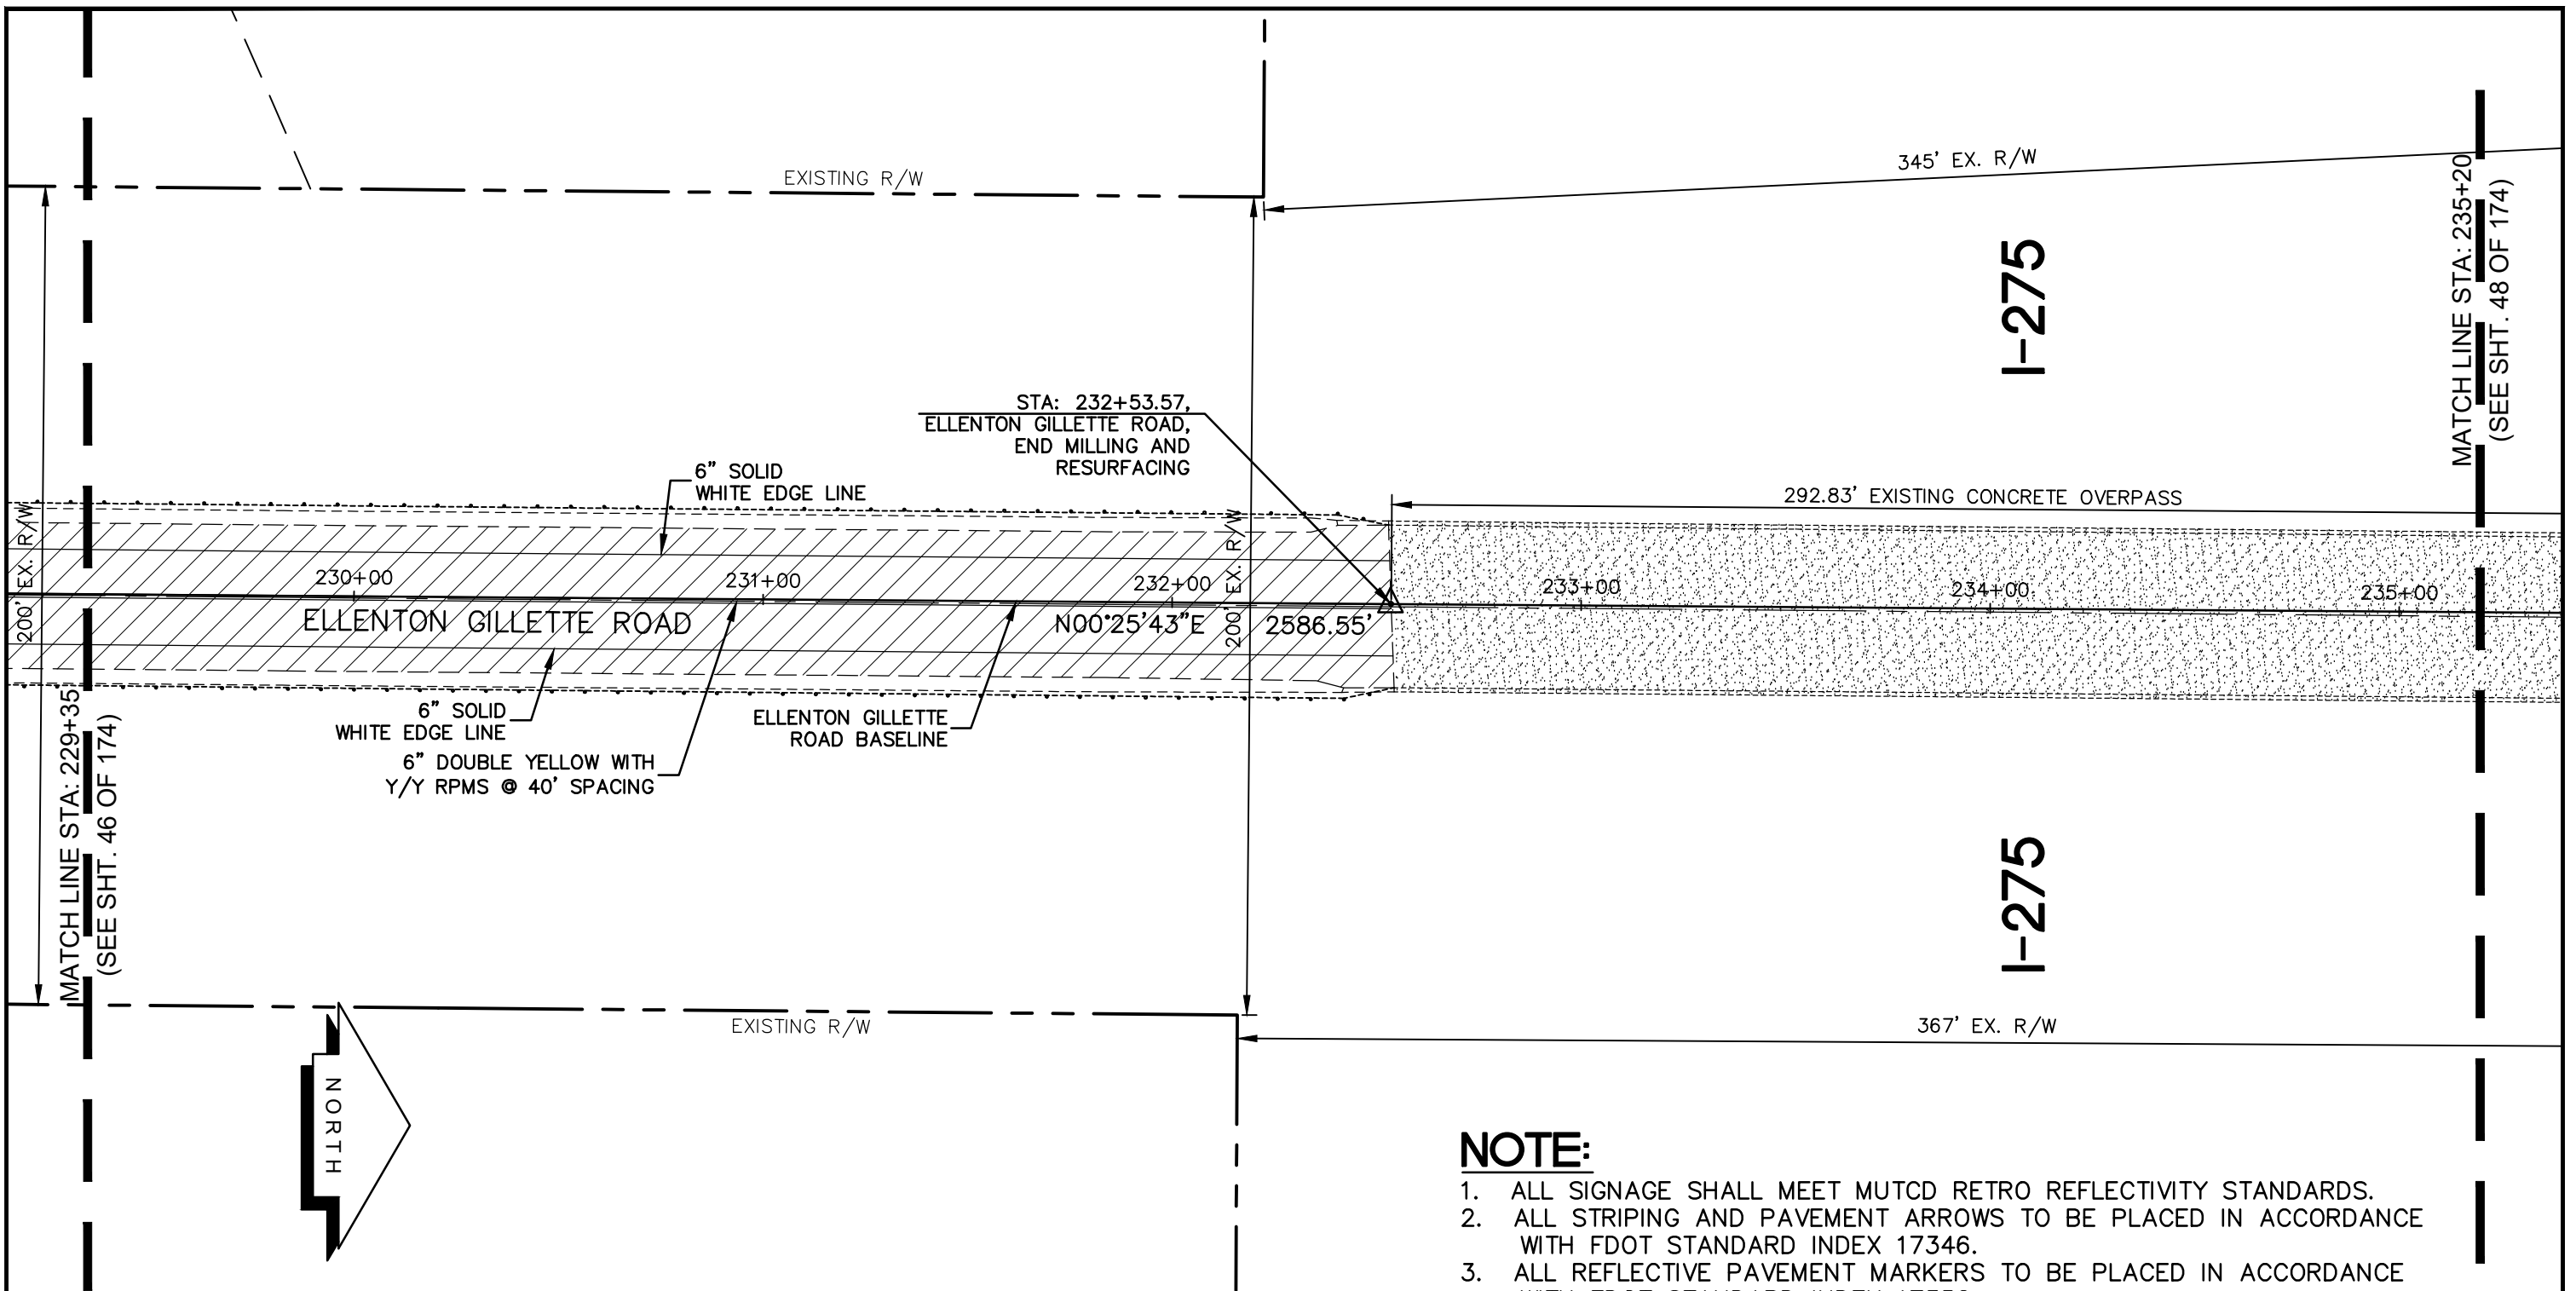 EXISTING R/W
345' EX. R/W
MATCH LINE STA: 235+20
(SEE SHT. 48 OF 174)
I-275
STA: 232+53.57,
ELLENTON GILLETTE ROAD,
END MILLING AND
RESURFACING
6" SOLID
WHITE EDGE LINE
292.83' EXISTING CONCRETE OVERPASS
200' EX. R/W
200' EX. R/W
230+00
231+00
232+00
233+00
234+00
235+00
ELLENTON GILLETTE ROAD
N00°25'43"E
2586.55'
6" SOLID
WHITE EDGE LINE
ELLENTON GILLETTE
ROAD BASELINE
6" DOUBLE YELLOW WITH
Y/Y RPMS @ 40' SPACING
MATCH LINE STA: 229+35
(SEE SHT. 46 OF 174)
I-275
EXISTING R/W
367' EX. R/W
NORTH
NOTE:
1. ALL SIGNAGE SHALL MEET MUTCD RETRO REFLECTIVITY STANDARDS.
2. ALL STRIPING AND PAVEMENT ARROWS TO BE PLACED IN ACCORDANCE
WITH FDOT STANDARD INDEX 17346.
3. ALL REFLECTIVE PAVEMENT MARKERS TO BE PLACED IN ACCORDANCE
WITH FDOT STANDARD INDEX